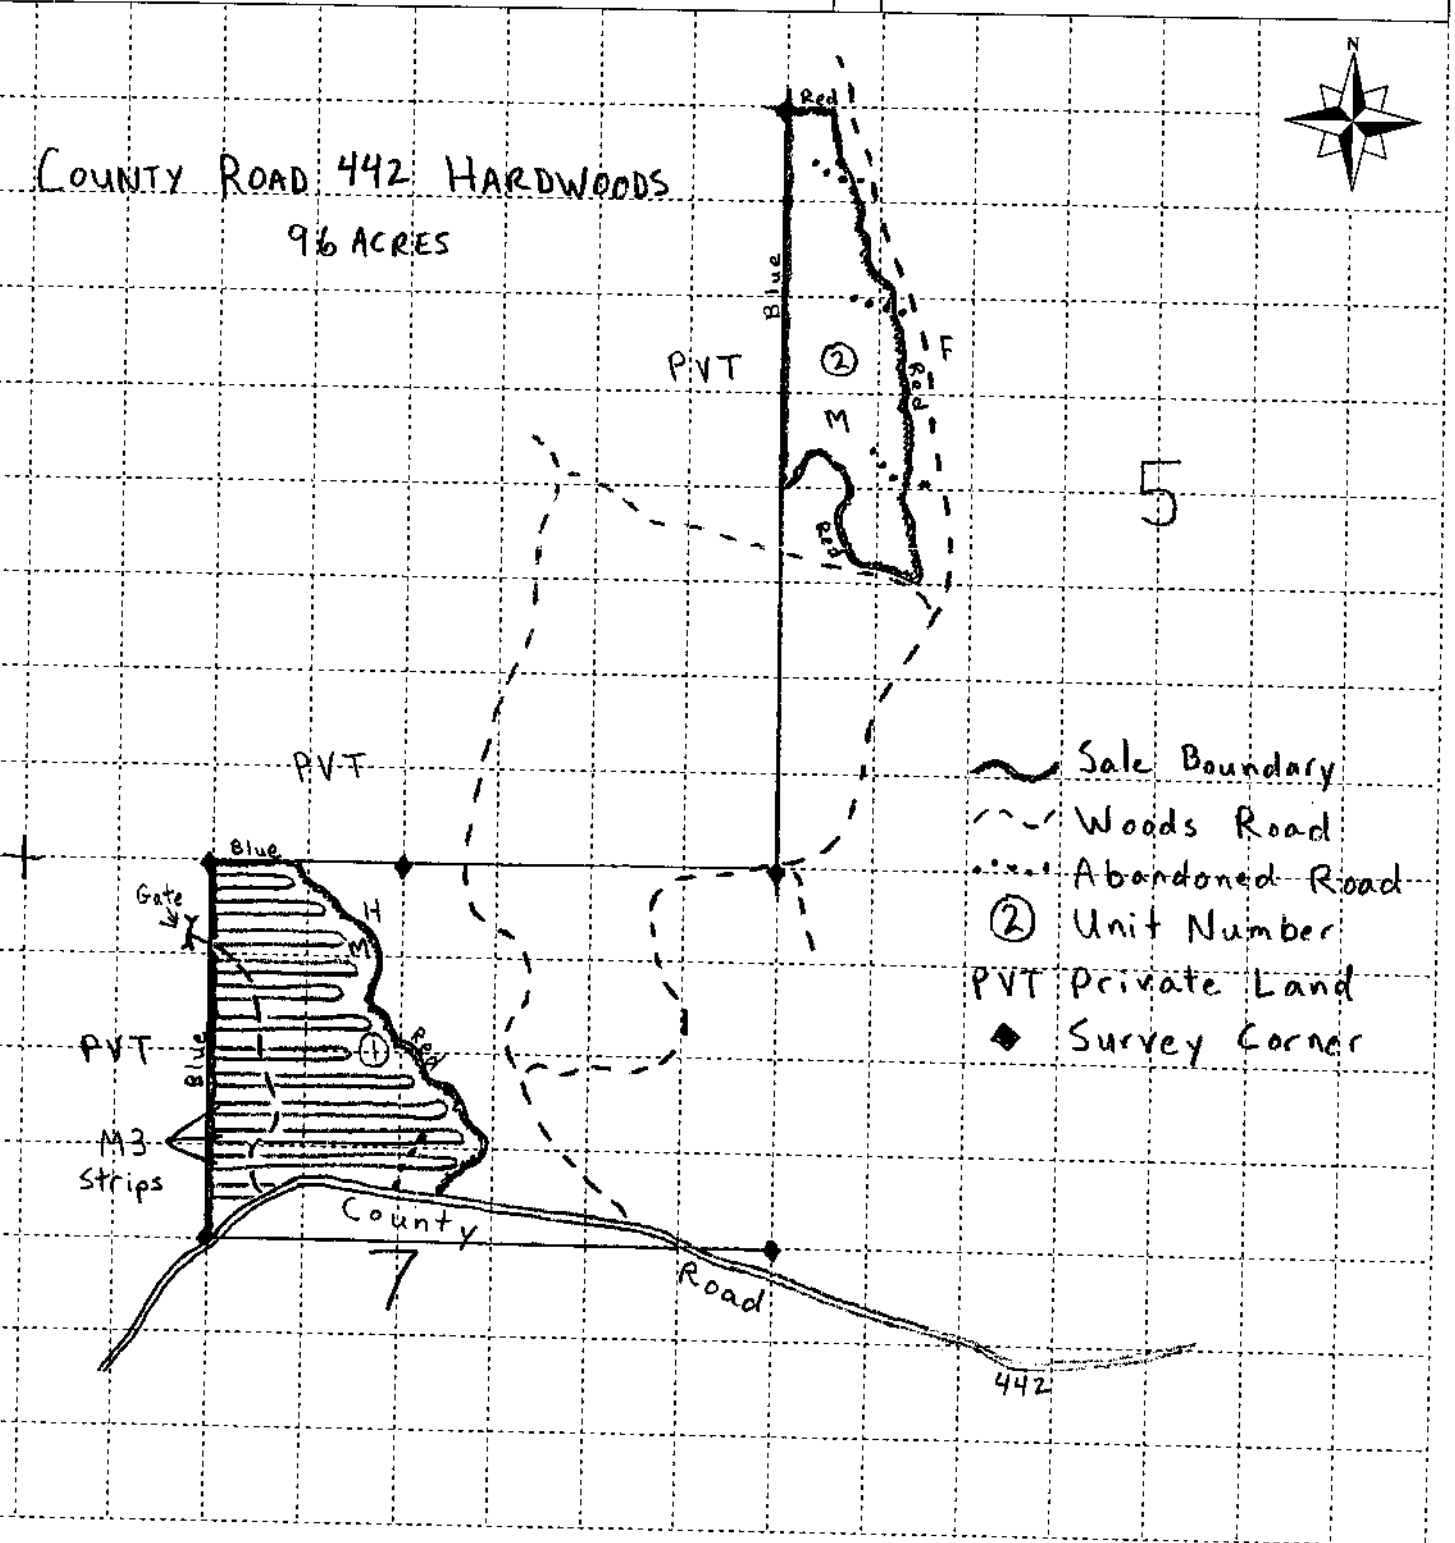 N
Red
COUNTY ROAD 442 HARDWOODS
96 ACRES
Blue
PVT
2
F
Red
M
5
Red
PVT
Sale Boundary
Woods Road
Abandoned Road
2 Unit Number
PVT Private Land
Survey Corner
Blue
Gate
H
M
PVT
Blue
1
Red
M3
Strips
County
7
Road
442